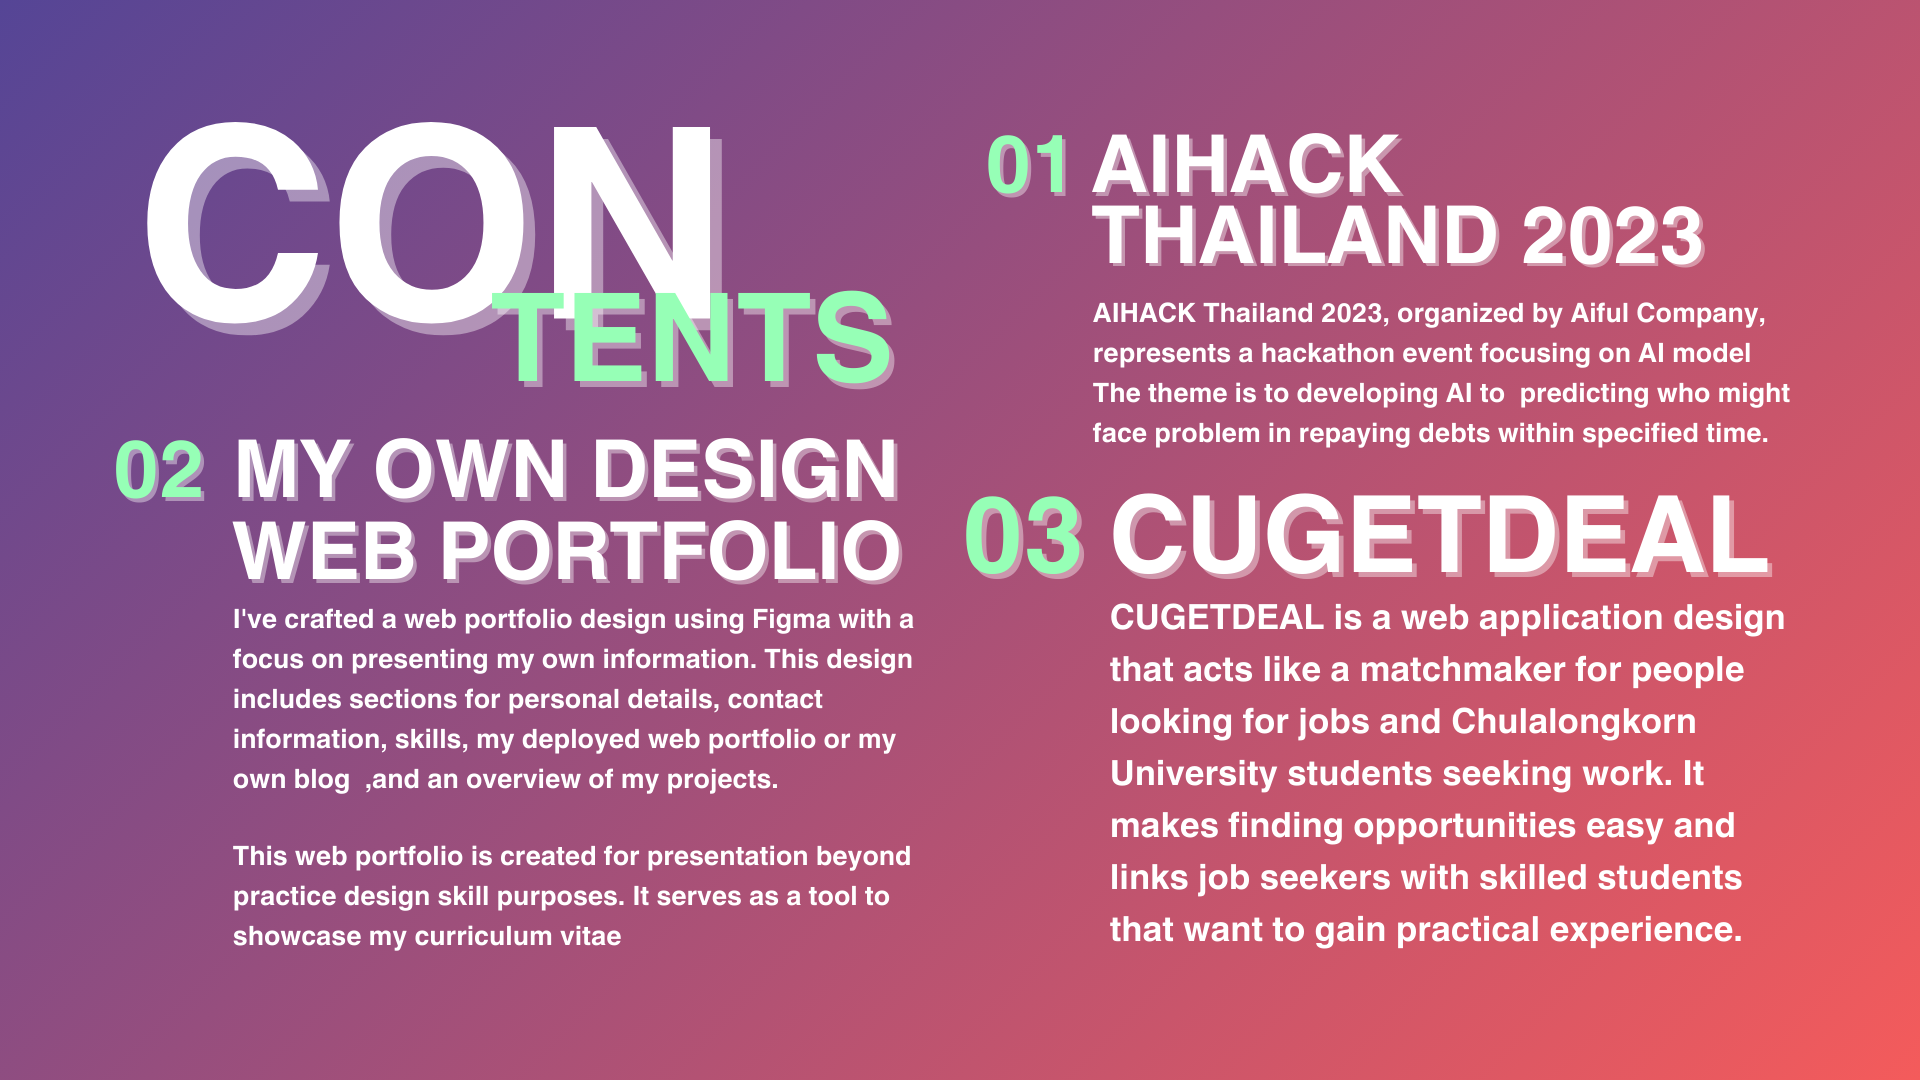 CON
TENTS
01 AIHACK
THAILAND 2023
AIHACK Thailand 2023, organized by Aiful Company,
represents a hackathon event focusing on AI model
The theme is to developing AI to  predicting who might
face problem in repaying debts within specified time.
02 MY OWN DESIGN
WEB PORTFOLIO
I've crafted a web portfolio design using Figma with a
focus on presenting my own information. This design
includes sections for personal details, contact
information, skills, my deployed web portfolio or my
own blog  ,and an overview of my projects.
This web portfolio is created for presentation beyond
practice design skill purposes. It serves as a tool to
showcase my curriculum vitae
03 CUGETDEAL
CUGETDEAL is a web application design
that acts like a matchmaker for people
looking for jobs and Chulalongkorn
University students seeking work. It
makes finding opportunities easy and
links job seekers with skilled students
that want to gain practical experience.